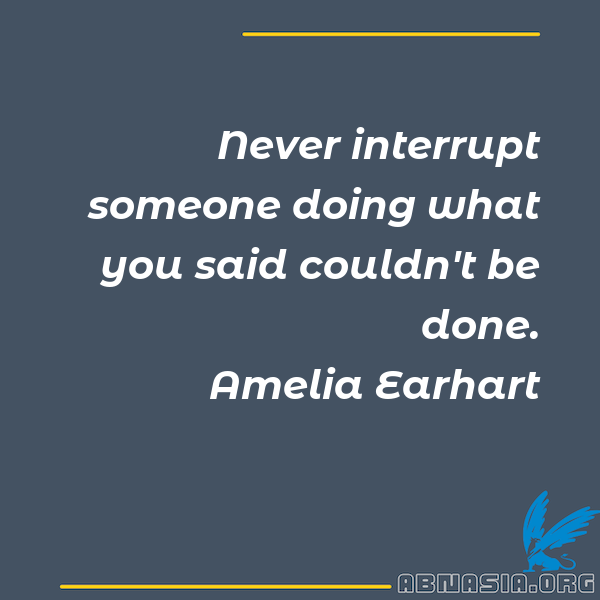 Never interrupt
someone doing what
you said couldn't be
done.
Amelia Earhart
ABNASIA.ORG